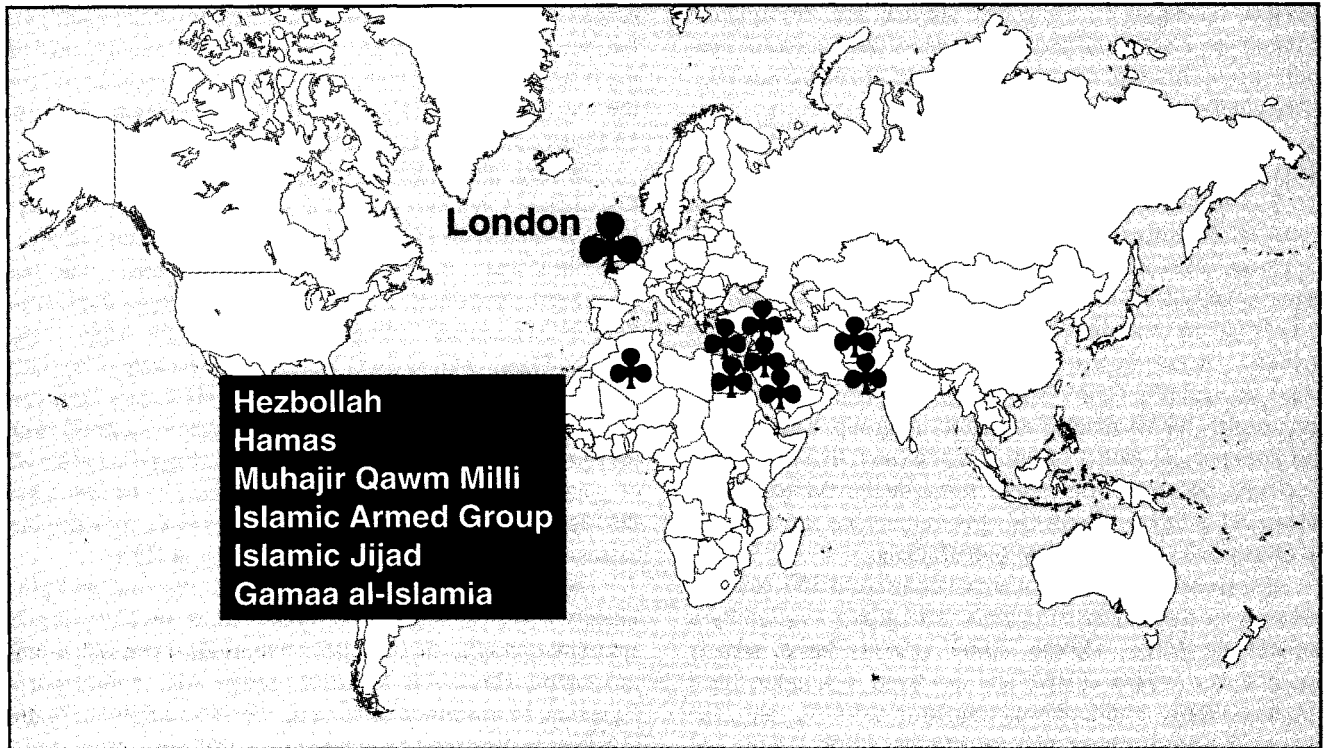 London
Hezbollah
Hamas
Muhajir Qawm Milli
Islamic Armed Group
Islamic Jijad
Gamaa al-Islamia